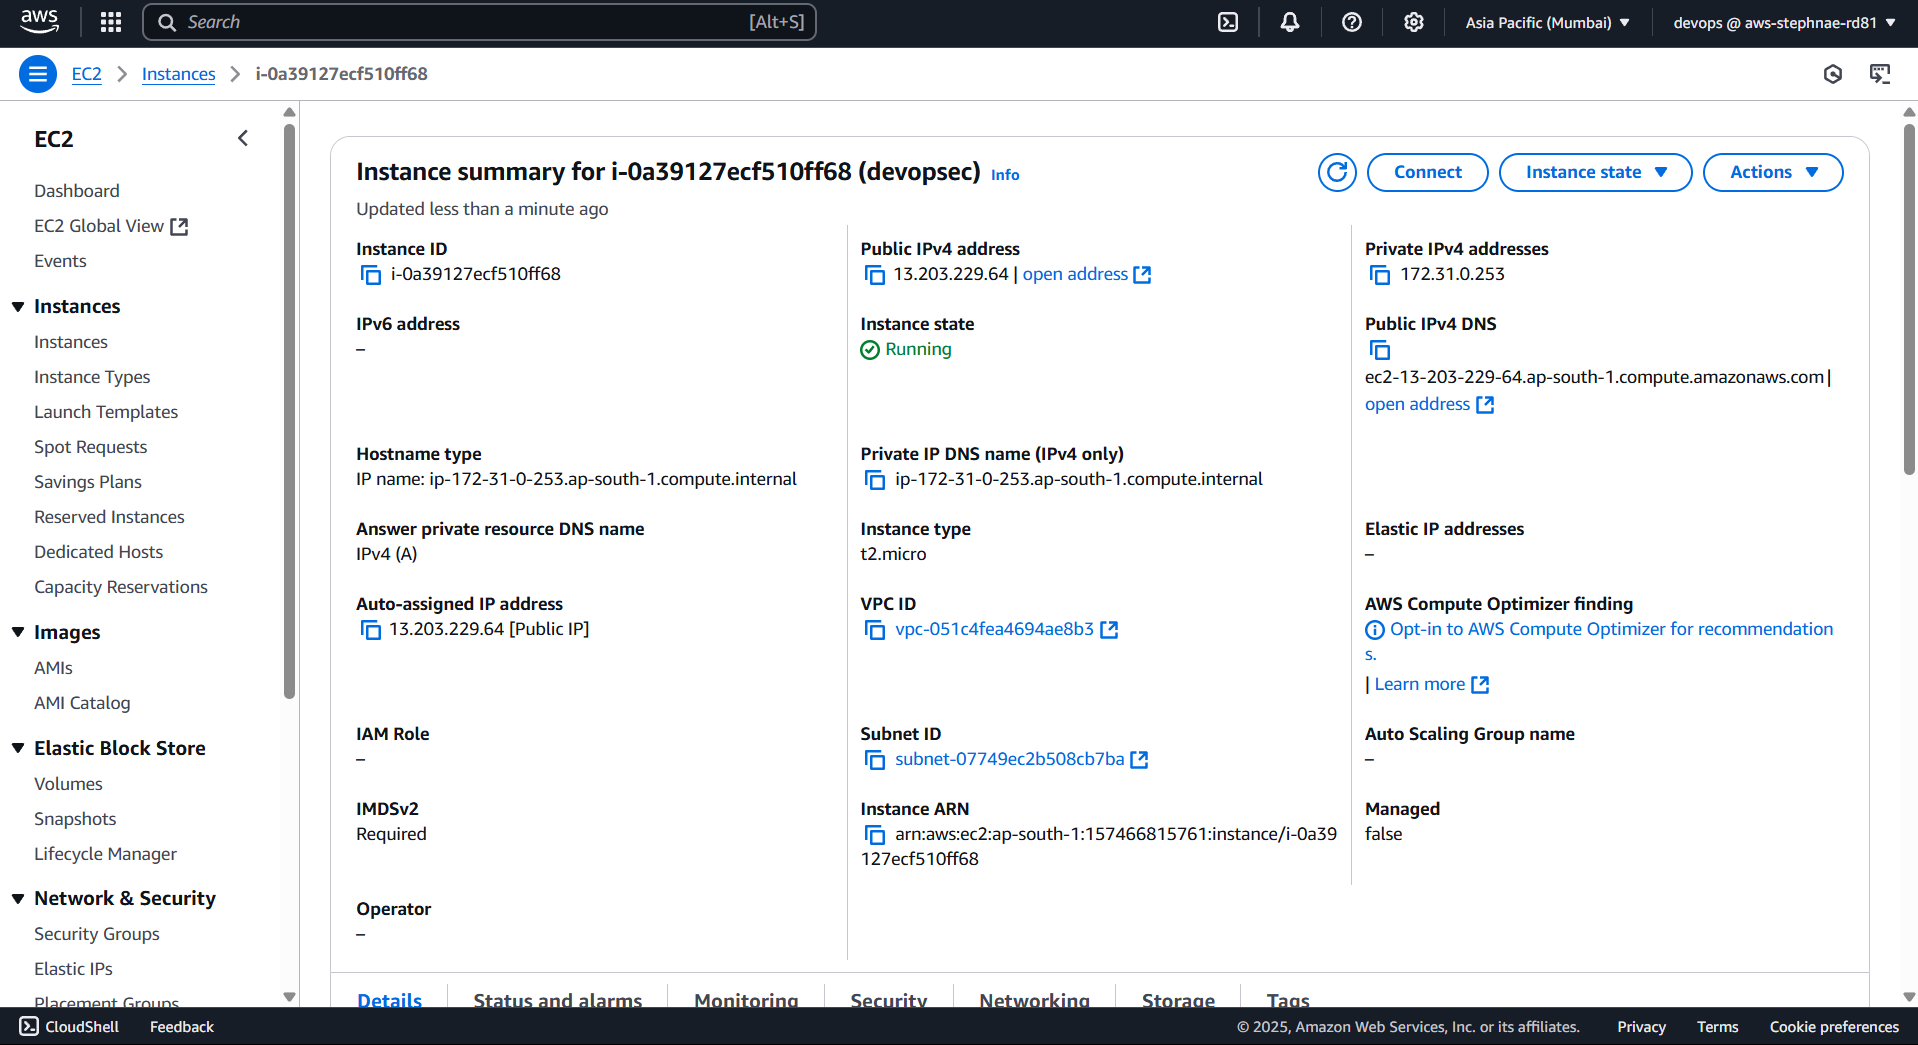 aws
Search [Alt+S]
Asia Pacific (Mumbai)
devops @ aws-stephnae-rd81
EC2
Instances
i-0a39127ecf510ff68
EC2
Dashboard
EC2 Global View
Events
Instances
Instances
Instance Types
Launch Templates
Spot Requests
Savings Plans
Reserved Instances
Dedicated Hosts
Capacity Reservations
Images
AMIs
AMI Catalog
Elastic Block Store
Volumes
Snapshots
Lifecycle Manager
Network & Security
Security Groups
Elastic IPs
Placement Groups
Instance summary for i-0a39127ecf510ff68 (devopsec) Info
Updated less than a minute ago
Connect
Instance state
Actions
Instance ID
i-0a39127ecf510ff68
Public IPv4 address
13.203.229.64 | open address
Private IPv4 addresses
172.31.0.253
IPv6 address
–
Instance state
Running
Public IPv4 DNS
ec2-13-203-229-64.ap-south-1.compute.amazonaws.com |
open address
Hostname type
IP name: ip-172-31-0-253.ap-south-1.compute.internal
Private IP DNS name (IPv4 only)
ip-172-31-0-253.ap-south-1.compute.internal
Answer private resource DNS name
IPv4 (A)
Instance type
t2.micro
Elastic IP addresses
–
Auto-assigned IP address
13.203.229.64 [Public IP]
VPC ID
vpc-051c4fea4694ae8b3
AWS Compute Optimizer finding
Opt-in to AWS Compute Optimizer for recommendation
s.
| Learn more
IAM Role
–
Subnet ID
subnet-07749ec2b508cb7ba
Auto Scaling Group name
–
IMDSv2
Required
Instance ARN
arn:aws:ec2:ap-south-1:157466815761:instance/i-0a39
127ecf510ff68
Managed
false
Operator
–
Details
Status and alarms
Monitoring
Security
Networking
Storage
Tags
CloudShell
Feedback
© 2025, Amazon Web Services, Inc. or its affiliates.
Privacy
Terms
Cookie preferences